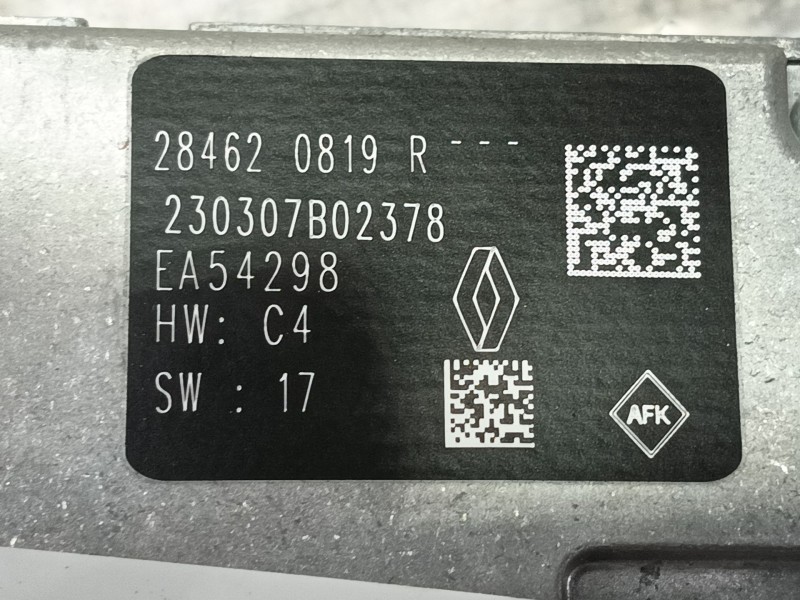 28462 0819 R ---
230307B02378
EA54298
HW: C4
SW : 17
AFK